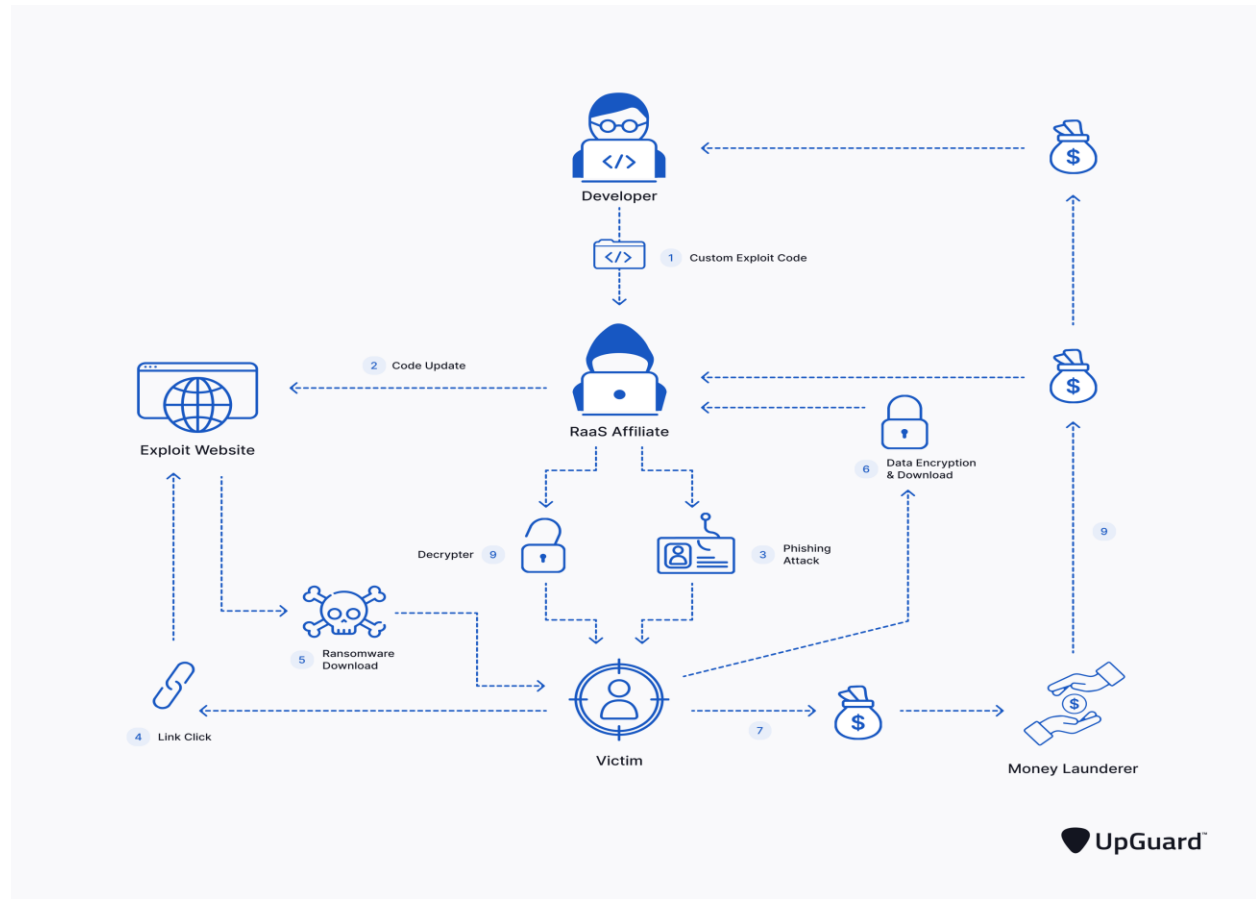 </>
$
Developer
</>
1 Custom Exploit Code
2 Code Update
$
RaaS Affiliate
Exploit Website
6 Data Encryption
& Download
Decrypter 9
3 Phishing
Attack
9
5 Ransomware
Download
4 Link Click
7
$
$
Victim
Money Launderer
UpGuard™